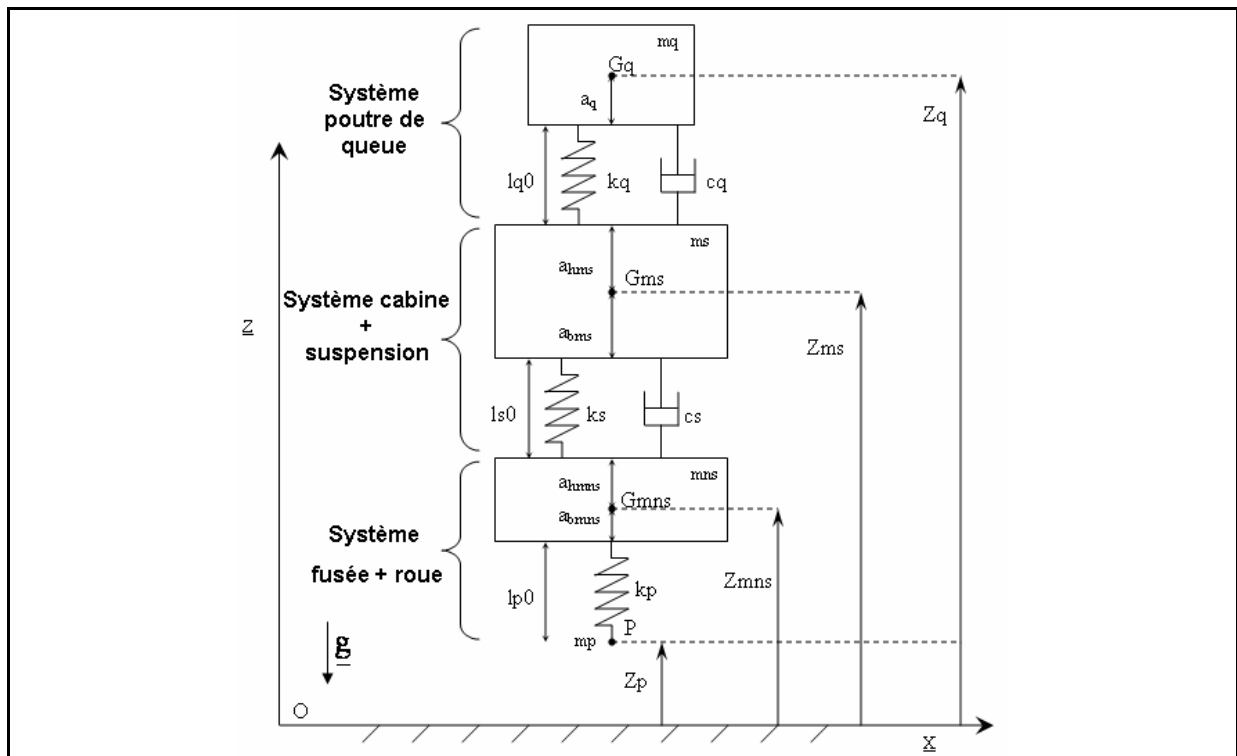 mq
Gq
aq
Zq
Système
poutre de
queue
lq0
kq
cq
ms
ahms
Gms
abms
Zms
Système cabine
+
suspension
z
ls0
ks
cs
mns
ahmns
Gmns
abmns
Zmns
Système
fusée + roue
lp0
kp
P
mp
Zp
g
O
x